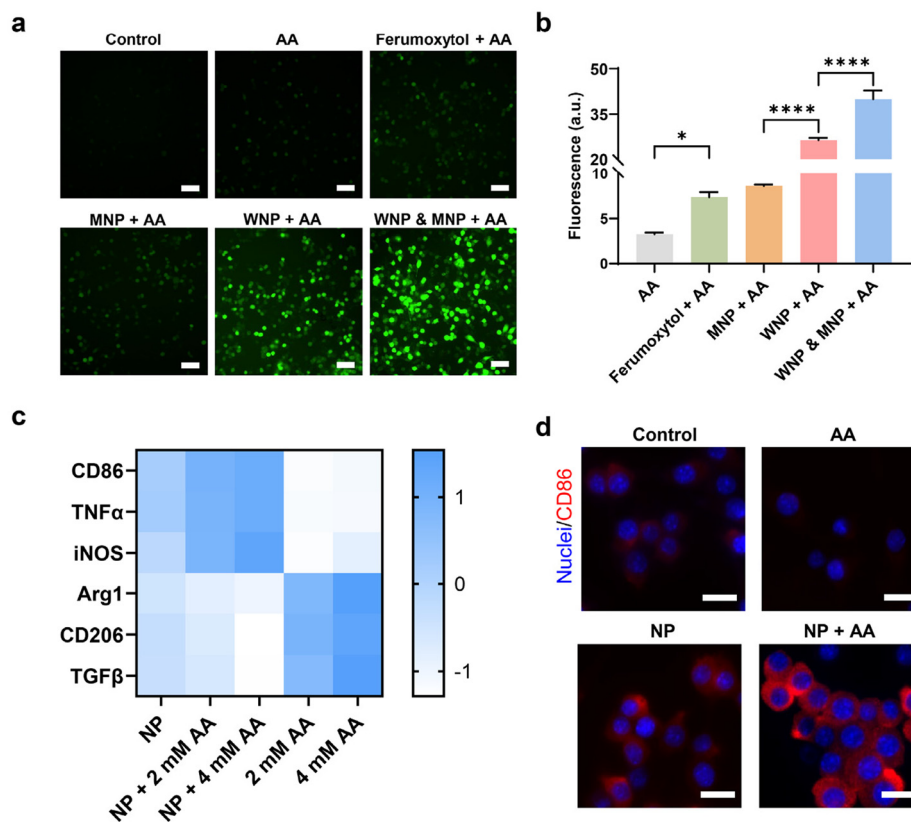 a
Control
AA
Ferumoxytol + AA
MNP + AA
WNP + AA
WNP & MNP + AA
b
Fluorescence (a.u.)
50
35
20
10
5
0
*
****
****
AA
Ferumoxytol + AA
MNP + AA
WNP + AA
WNP & MNP + AA
c
CD86
TNFα
iNOS
Arg1
CD206
TGFβ
NP
NP + 2 mM AA
NP + 4 mM AA
2 mM AA
4 mM AA
1
0
-1
d
Nuclei/CD86
Control
AA
NP
NP + AA